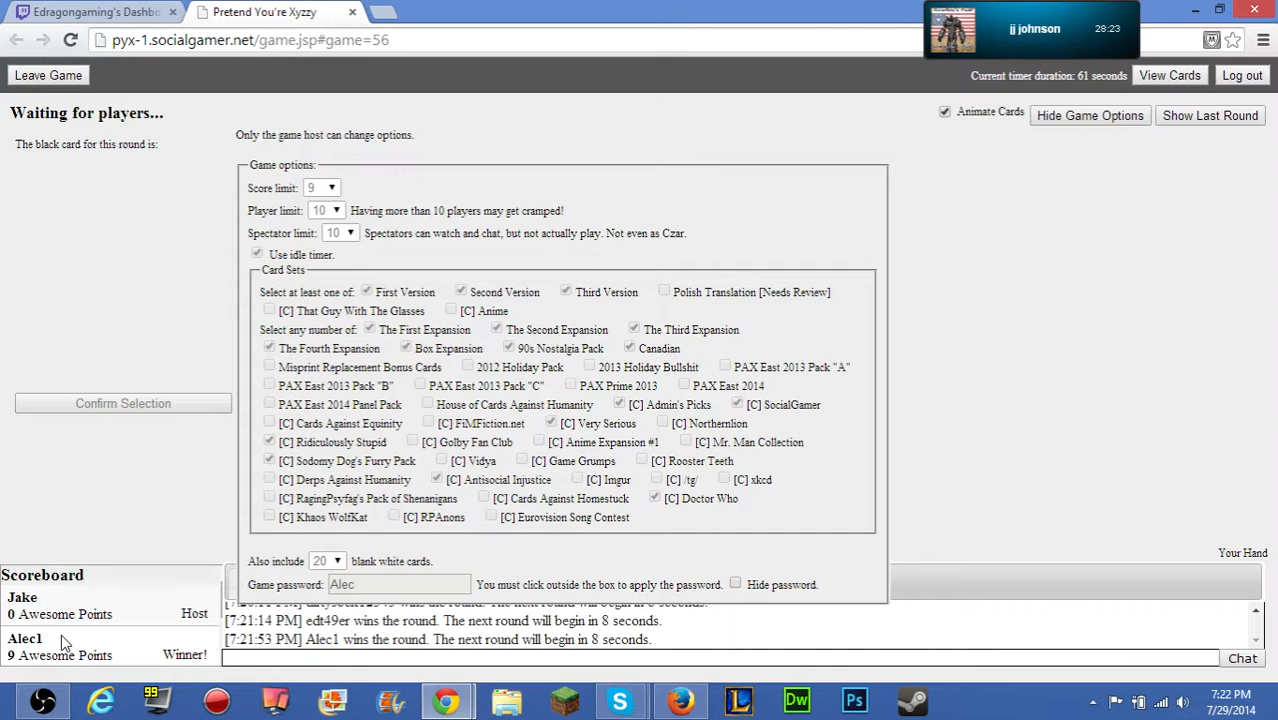 Edragongaming's Dashbo
Pretend You're Xyzzy
jj johnson 28:23
pyx-1.socialgamer.net/game.jsp#game=56
Leave Game
Current timer duration: 61 seconds View Cards Log out
Waiting for players...
Animate Cards Hide Game Options Show Last Round
The black card for this round is:
Only the game host can change options.
Game options:
Score limit: 9
Player limit: 10 Having more than 10 players may get cramped!
Spectator limit: 10 Spectators can watch and chat, but not actually play. Not even as Czar.
Use idle timer.
Card Sets
Select at least one of: First Version Second Version Third Version Polish Translation [Needs Review]
[C] That Guy With The Glasses [C] Anime
Select any number of: The First Expansion The Second Expansion The Third Expansion
The Fourth Expansion Box Expansion 90s Nostalgia Pack Canadian
Misprint Replacement Bonus Cards 2012 Holiday Pack 2013 Holiday Bullshit PAX East 2013 Pack "A"
PAX East 2013 Pack "B" PAX East 2013 Pack "C" PAX Prime 2013 PAX East 2014
PAX East 2014 Panel Pack House of Cards Against Humanity [C] Admin's Picks [C] SocialGamer
[C] Cards Against Equinity [C] FiMFiction.net [C] Very Serious [C] Northernlion
[C] Ridiculously Stupid [C] Golby Fan Club [C] Anime Expansion #1 [C] Mr. Man Collection
[C] Sodomy Dog's Furry Pack [C] Vidya [C] Game Grumps [C] Rooster Teeth
[C] Derps Against Humanity [C] Antisocial Injustice [C] Imgur [C] /tg/ [C] xkcd
[C] RagingPsyfag's Pack of Shenanigans [C] Cards Against Homestuck [C] Doctor Who
[C] Khaos WolfKat [C] RPAnons [C] Eurovision Song Contest
Confirm Selection
Also include 20 blank white cards.
Game password: Alec You must click outside the box to apply the password. Hide password.
Your Hand
Scoreboard
Jake
0 Awesome Points Host
Alec1
9 Awesome Points Winner!
[7:21:14 PM] edt49er wins the round. The next round will begin in 8 seconds.
[7:21:53 PM] Alec1 wins the round. The next round will begin in 8 seconds.
Chat
99
Dw
Ps
7:22 PM
7/29/2014